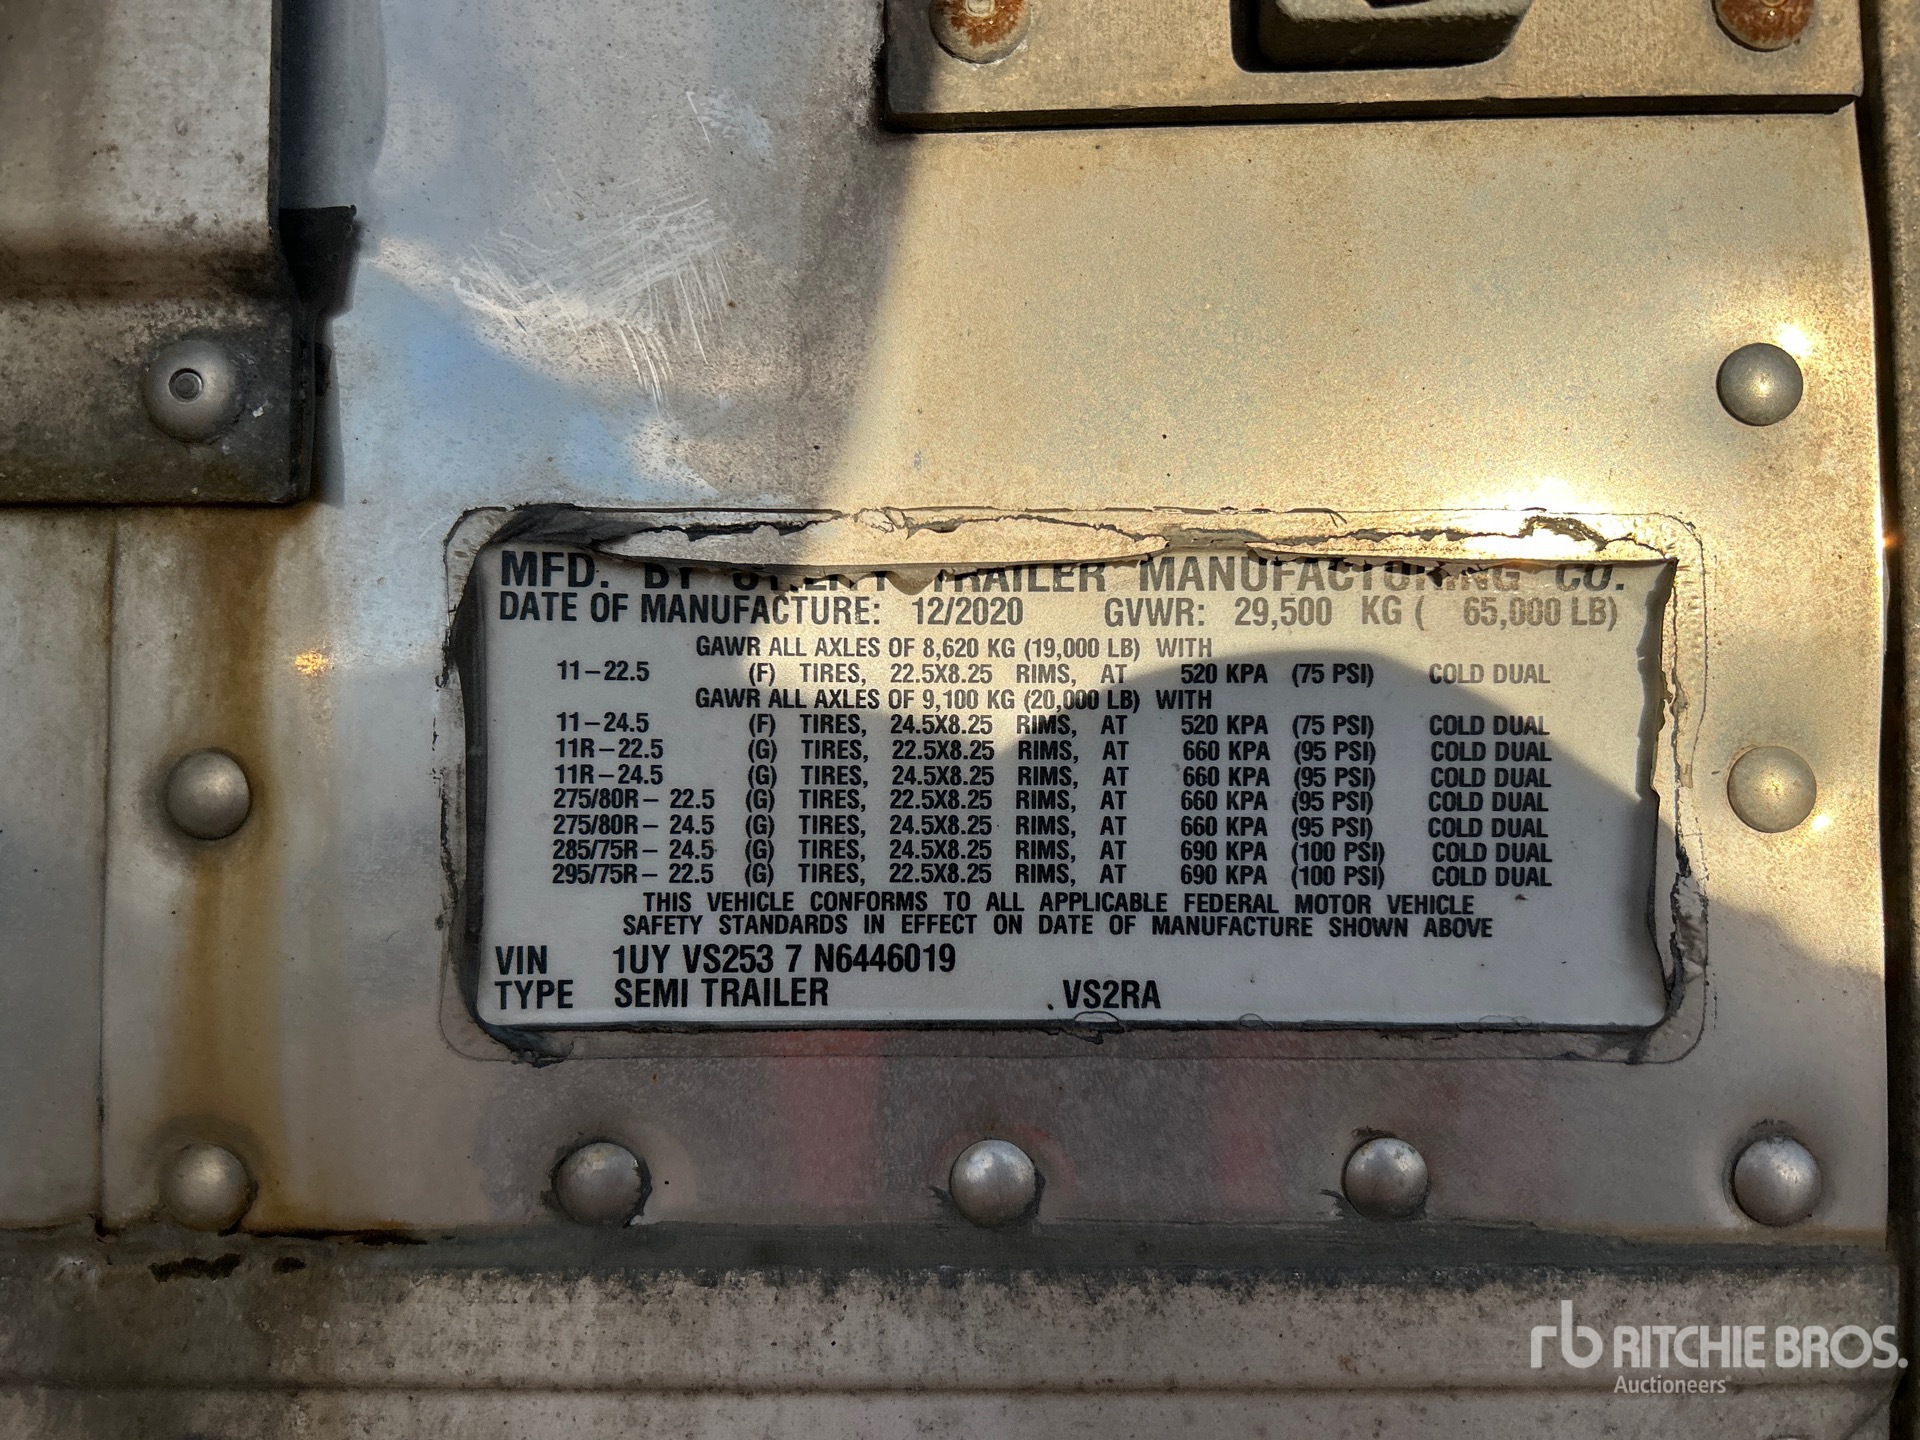 MFD. BY UTILITY TRAILER MANUFACTURING CO.
DATE OF MANUFACTURE: 12/2020 GVWR: 29,500 KG ( 65,000 LB)
GAWR ALL AXLES OF 8,620 KG (19,000 LB) WITH
11-22.5 (F) TIRES, 22.5X8.25 RIMS, AT 520 KPA (75 PSI) COLD DUAL
GAWR ALL AXLES OF 9,100 KG (20,000 LB) WITH
11-24.5 (F) TIRES, 24.5X8.25 RIMS, AT 520 KPA (75 PSI) COLD DUAL
11R-22.5 (G) TIRES, 22.5X8.25 RIMS, AT 660 KPA (95 PSI) COLD DUAL
11R-24.5 (G) TIRES, 24.5X8.25 RIMS, AT 660 KPA (95 PSI) COLD DUAL
275/80R- 22.5 (G) TIRES, 22.5X8.25 RIMS, AT 660 KPA (95 PSI) COLD DUAL
275/80R- 24.5 (G) TIRES, 24.5X8.25 RIMS, AT 660 KPA (95 PSI) COLD DUAL
285/75R- 24.5 (G) TIRES, 24.5X8.25 RIMS, AT 690 KPA (100 PSI) COLD DUAL
295/75R- 22.5 (G) TIRES, 22.5X8.25 RIMS, AT 690 KPA (100 PSI) COLD DUAL
THIS VEHICLE CONFORMS TO ALL APPLICABLE FEDERAL MOTOR VEHICLE
SAFETY STANDARDS IN EFFECT ON DATE OF MANUFACTURE SHOWN ABOVE
VIN 1UY VS253 7 N6446019
TYPE SEMI TRAILER . VS2RA
rb RITCHIE BROS.
Auctioneers